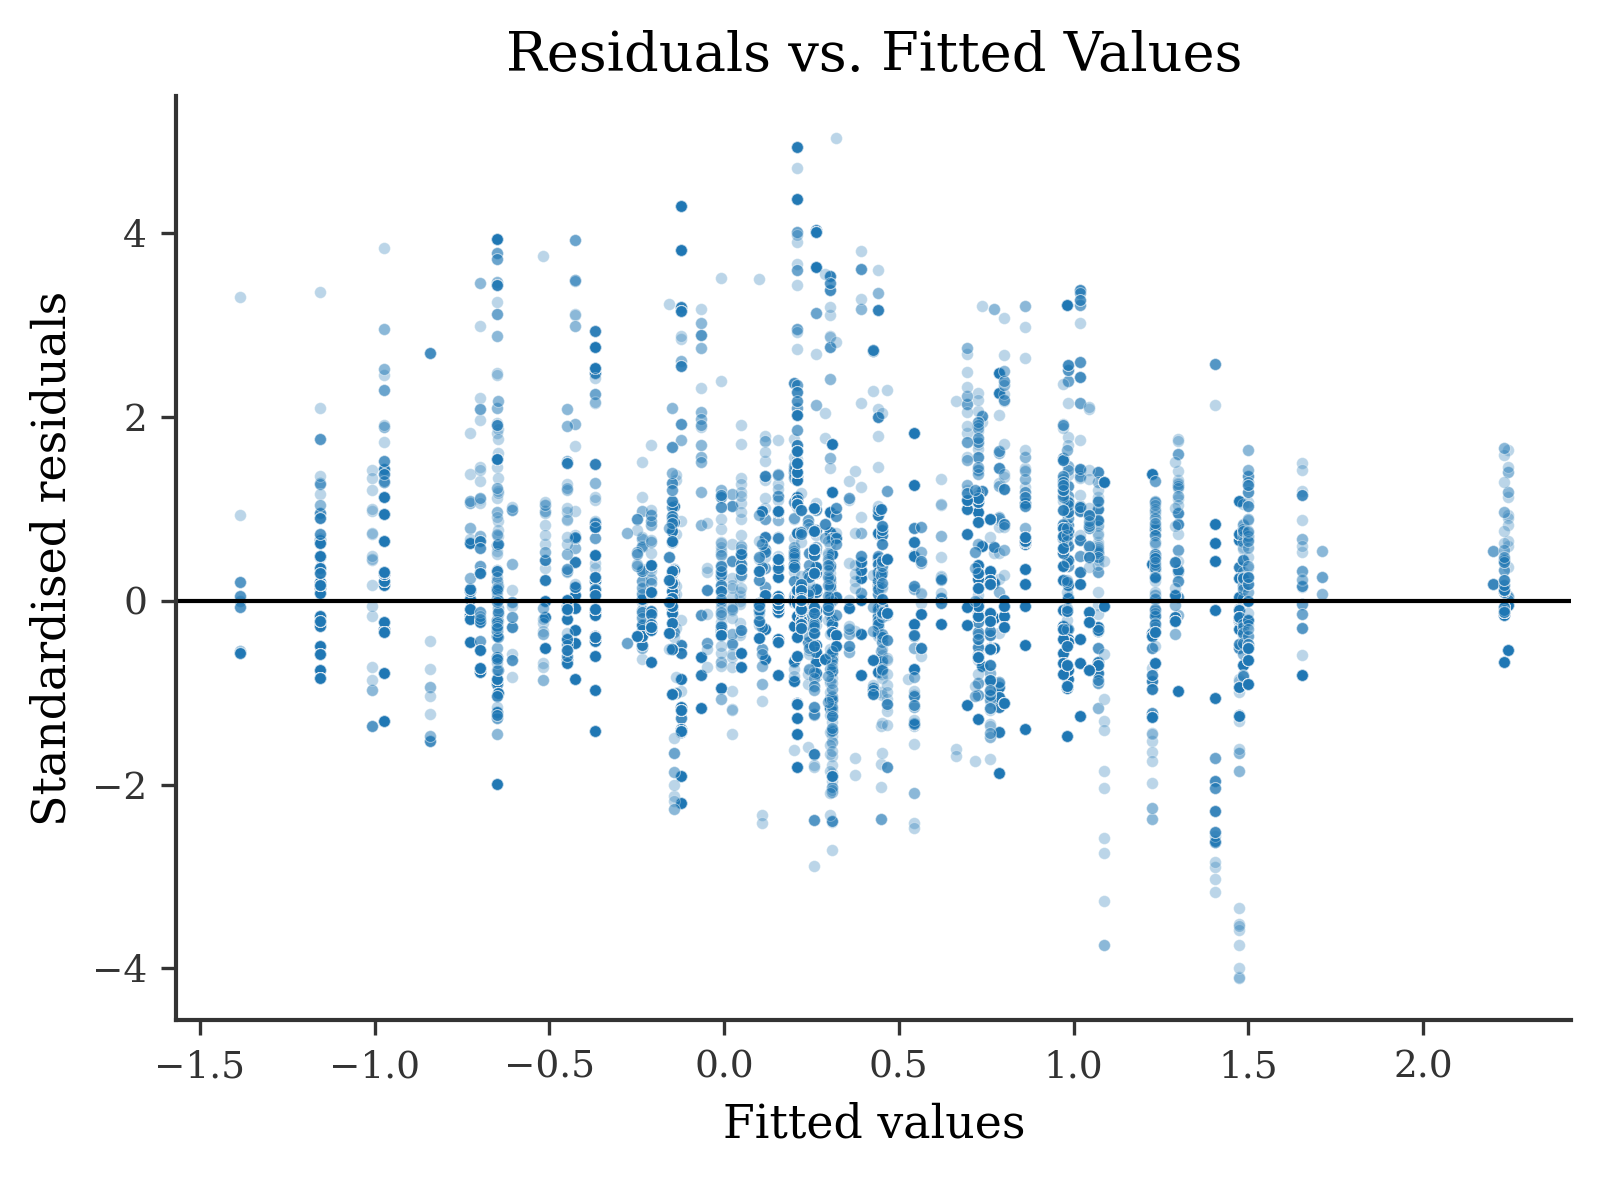 Residuals vs. Fitted Values
Standardised residuals
4
2
0
−2
−4
−1.5 −1.0 −0.5 0.0 0.5 1.0 1.5 2.0
Fitted values